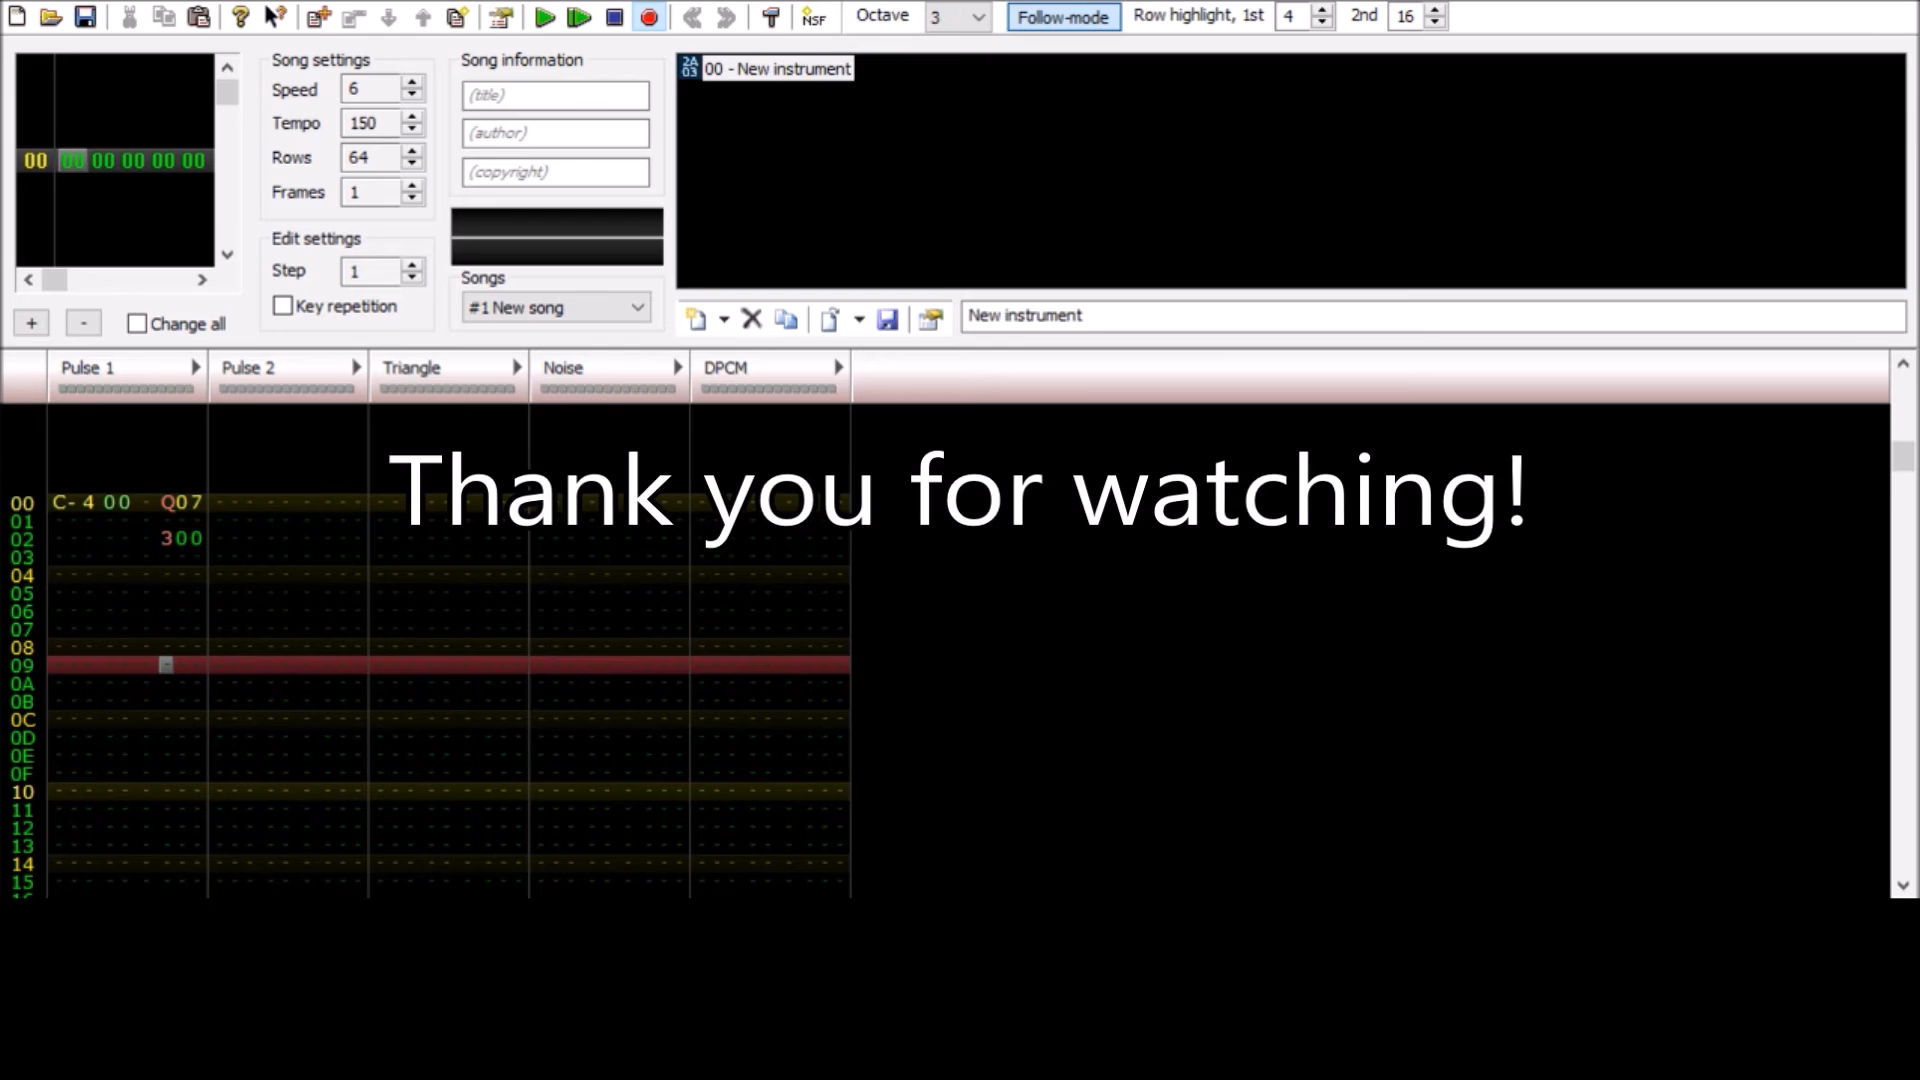 NSF Octave 3 Follow-mode Row highlight, 1st 4 2nd 16
Song settings
Speed 6
Tempo 150
Rows 64
Frames 1
Edit settings
Step 1
Key repetition
Song information
(title)
(author)
(copyright)
Songs
#1 New song
2A
03
00 - New instrument
New instrument
00 00 00 00 00 00
+ - Change all
Pulse 1 Pulse 2 Triangle Noise DPCM
Thank you for watching!
00 C-4 00 Q07
01
02 300
03
04
05
06
07
08
09
0A
0B
0C
0D
0E
0F
10
11
12
13
14
15